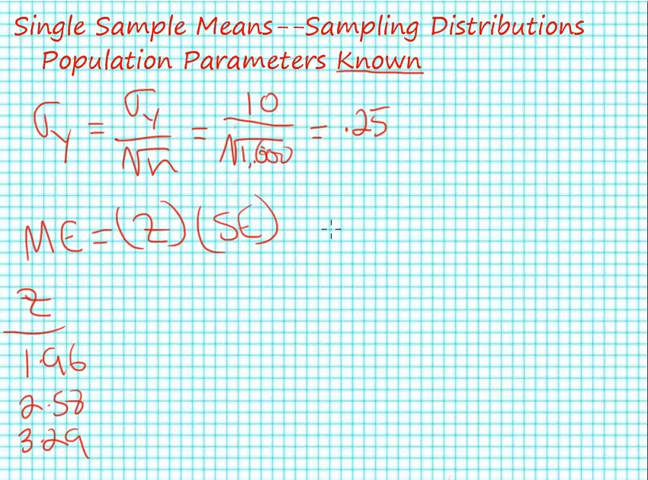 Single Sample Means--Sampling Distributions
Population Parameters Known
σY = σY/√n = 10/√1,600 = .25
ME = (Z)(SE)
Z
1.96
2.58
3.29